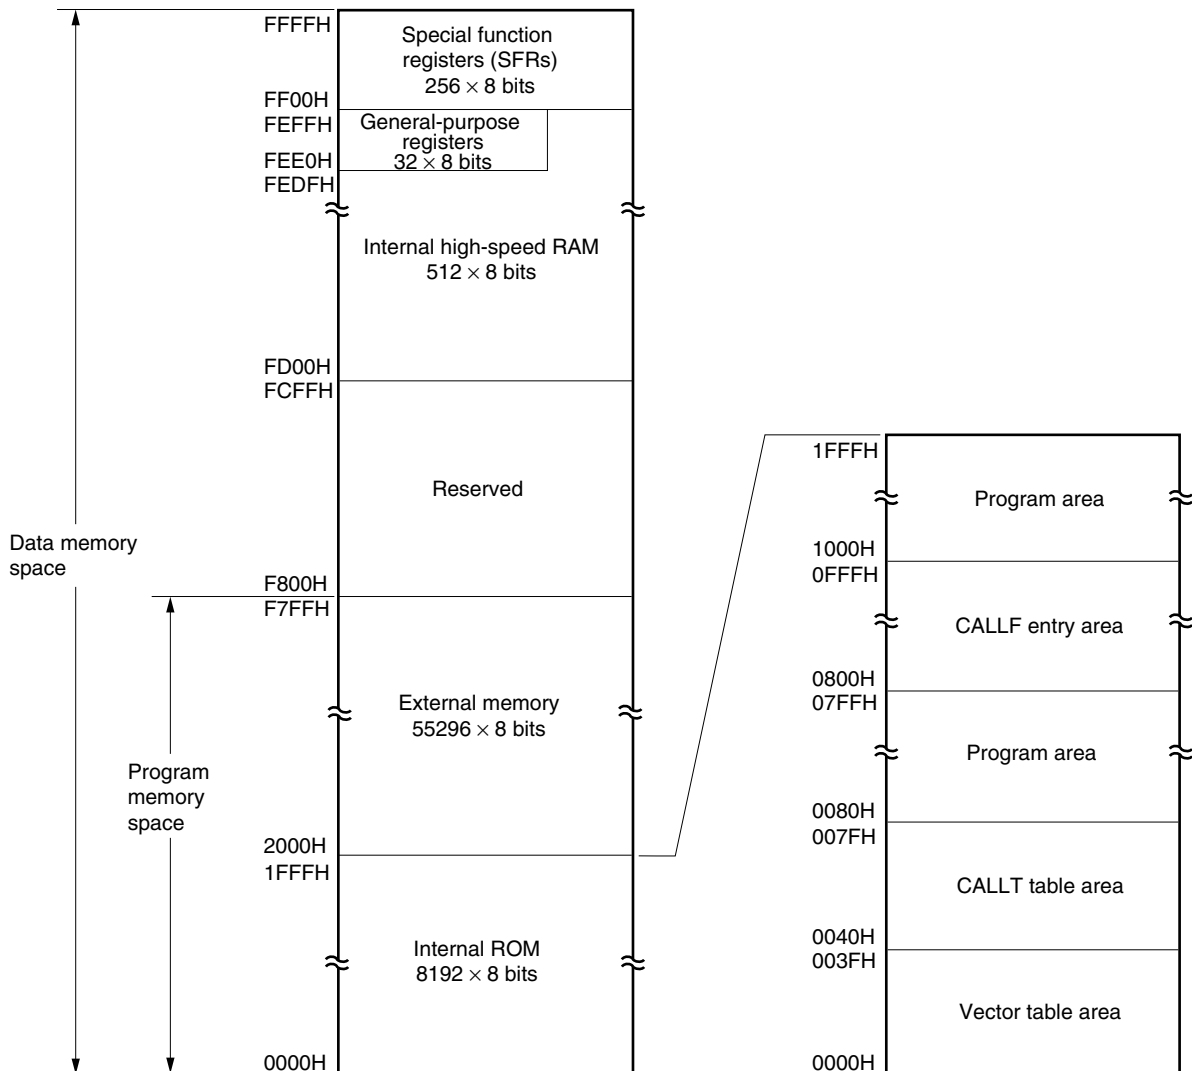 FFFFH
Special function
registers (SFRs)
256 × 8 bits
FF00H
FEFFH
General-purpose
registers
32 × 8 bits
FEE0H
FEDFH
Internal high-speed RAM
512 × 8 bits
FD00H
FCFFH
Reserved
Data memory
space
F800H
F7FFH
External memory
55296 × 8 bits
Program
memory
space
2000H
1FFFH
Internal ROM
8192 × 8 bits
0000H
1FFFH
Program area
1000H
0FFFH
CALLF entry area
0800H
07FFH
Program area
0080H
007FH
CALLT table area
0040H
003FH
Vector table area
0000H